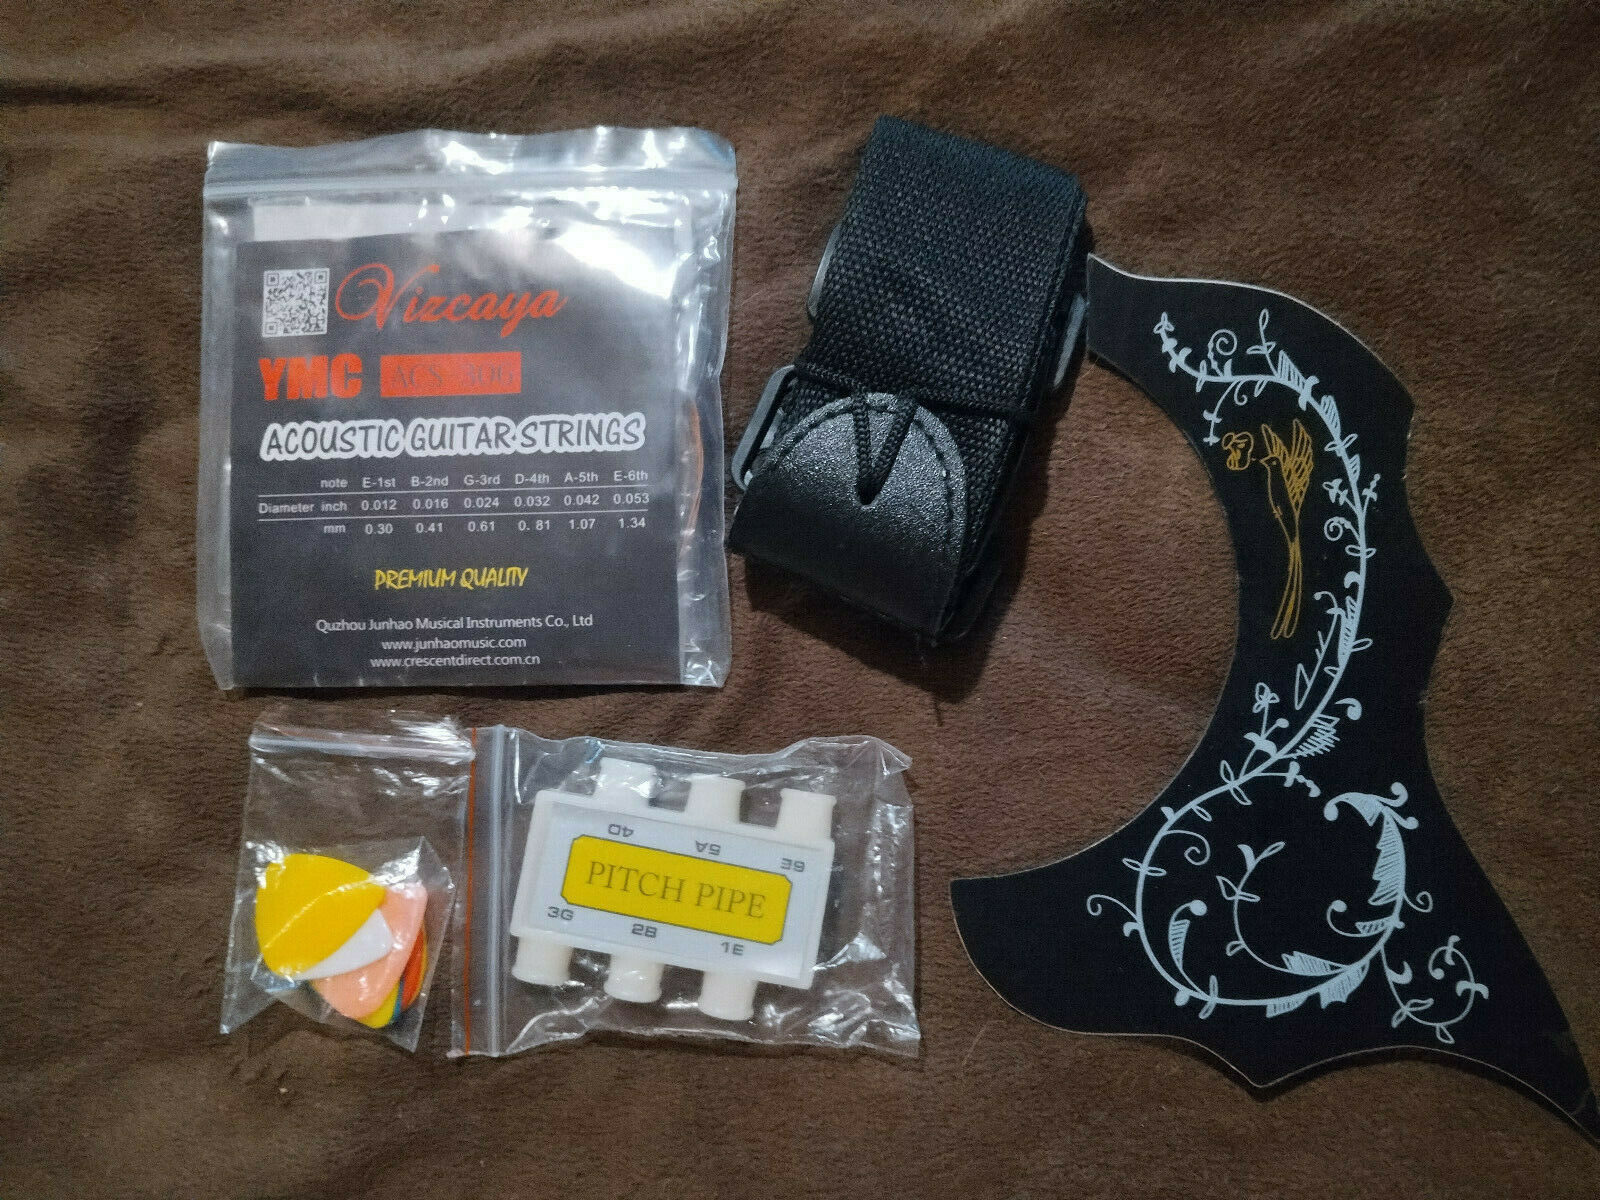 Vizcaya
YMC ACS-306
ACOUSTIC GUITAR STRINGS
note E-1st B-2nd G-3rd D-4th A-5th E-6th
Diameter inch 0.012 0.016 0.024 0.032 0.042 0.053
mm 0.30 0.41 0.61 0. 81 1.07 1.34
PREMIUM QUALITY
Quzhou Junhao Musical Instruments Co., Ltd
www.junhaomusic.com
www.crescentdirect.com.cn
4D 5A 6E
PITCH PIPE
3G 2B 1E